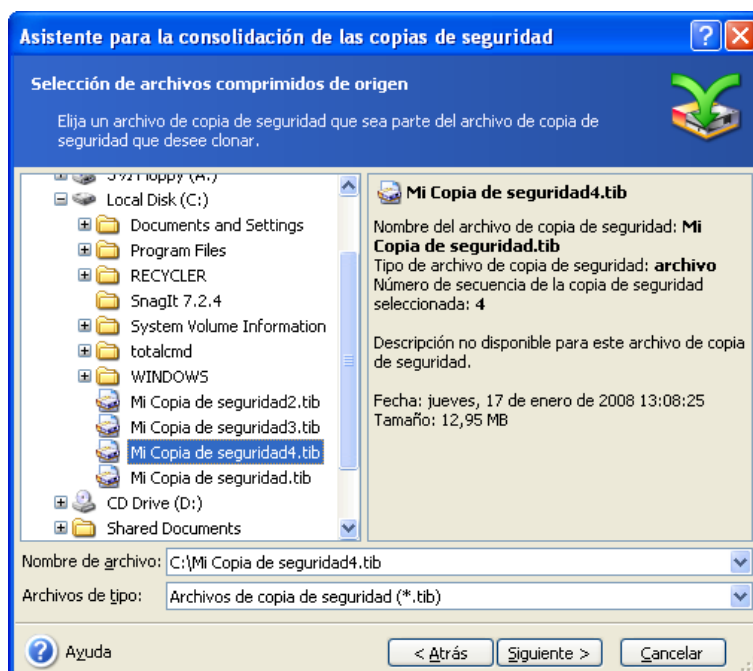 Asistente para la consolidación de las copias de seguridad
Selección de archivos comprimidos de origen
Elija un archivo de copia de seguridad que sea parte del archivo de copia de
seguridad que desee clonar.
3½ Floppy (A:)
Local Disk (C:)
Documents and Settings
Program Files
RECYCLER
SnagIt 7.2.4
System Volume Information
totalcmd
WINDOWS
Mi Copia de seguridad2.tib
Mi Copia de seguridad3.tib
Mi Copia de seguridad4.tib
Mi Copia de seguridad.tib
CD Drive (D:)
Shared Documents
Mi Copia de seguridad4.tib
Nombre del archivo de copia de seguridad: Mi
Copia de seguridad.tib
Tipo de archivo de copia de seguridad: archivo
Número de secuencia de la copia de seguridad
seleccionada: 4
Descripción no disponible para este archivo de copia
de seguridad.
Fecha: jueves, 17 de enero de 2008 13:08:25
Tamaño: 12,95 MB
Nombre de archivo: C:\Mi Copia de seguridad4.tib
Archivos de tipo: Archivos de copia de seguridad (*.tib)
Ayuda
< Atrás
Siguiente >
Cancelar